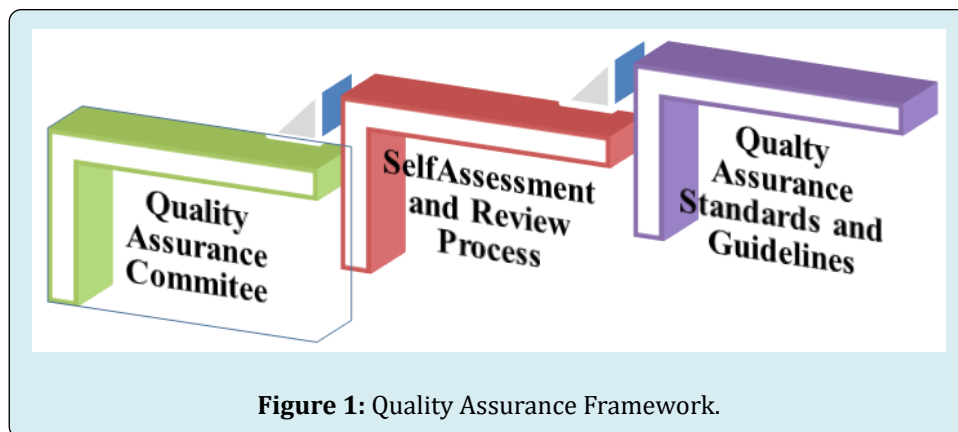 Quality
Assurance
Commitee
SelfAssessment
and Review
Process
Qualty
Assurance
Standards and
Guidelines
Figure 1: Quality Assurance Framework.